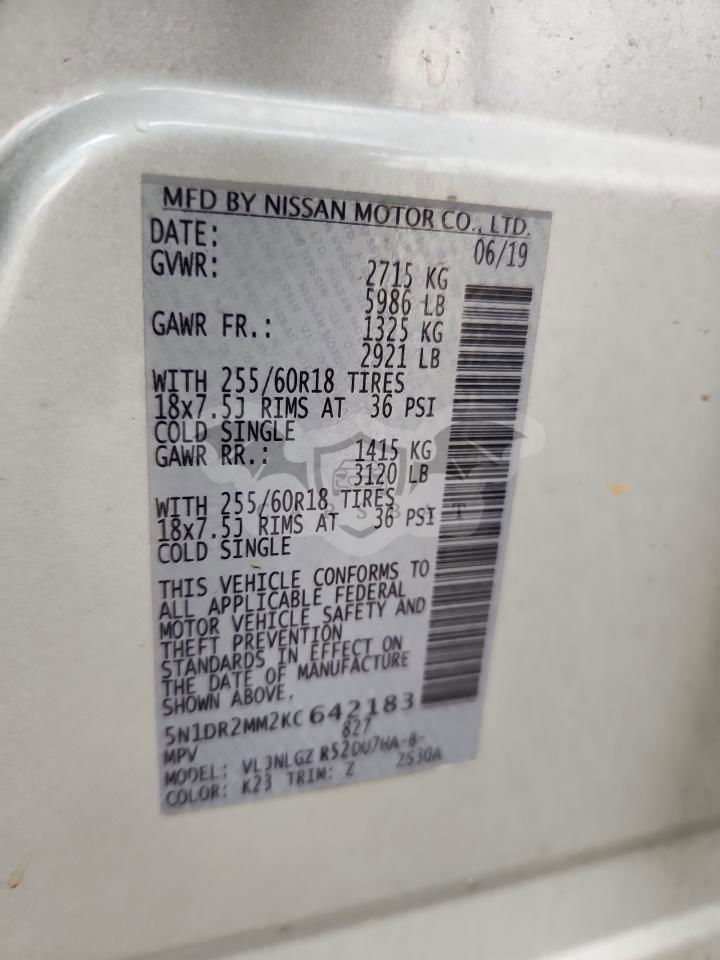 MFD BY NISSAN MOTOR CO., LTD.
DATE: 06/19
GVWR: 2715 KG
5986 LB
GAWR FR.: 1325 KG
2921 LB
WITH 255/60R18 TIRES
18x7.5J RIMS AT 36 PSI
COLD SINGLE
GAWR RR.: 1415 KG
3120 LB
WITH 255/60R18 TIRES
18x7.5J RIMS AT 36 PSI
COLD SINGLE
THIS VEHICLE CONFORMS TO
ALL APPLICABLE FEDERAL
MOTOR VEHICLE SAFETY AND
THEFT PREVENTION
STANDARDS IN EFFECT ON
THE DATE OF MANUFACTURE
SHOWN ABOVE.
5N1DR2MM2KC 642183
MPV 827
MODEL: VLJNLGZ R52DU7HA-8-
COLOR: K23 TRIM: Z ZS30A